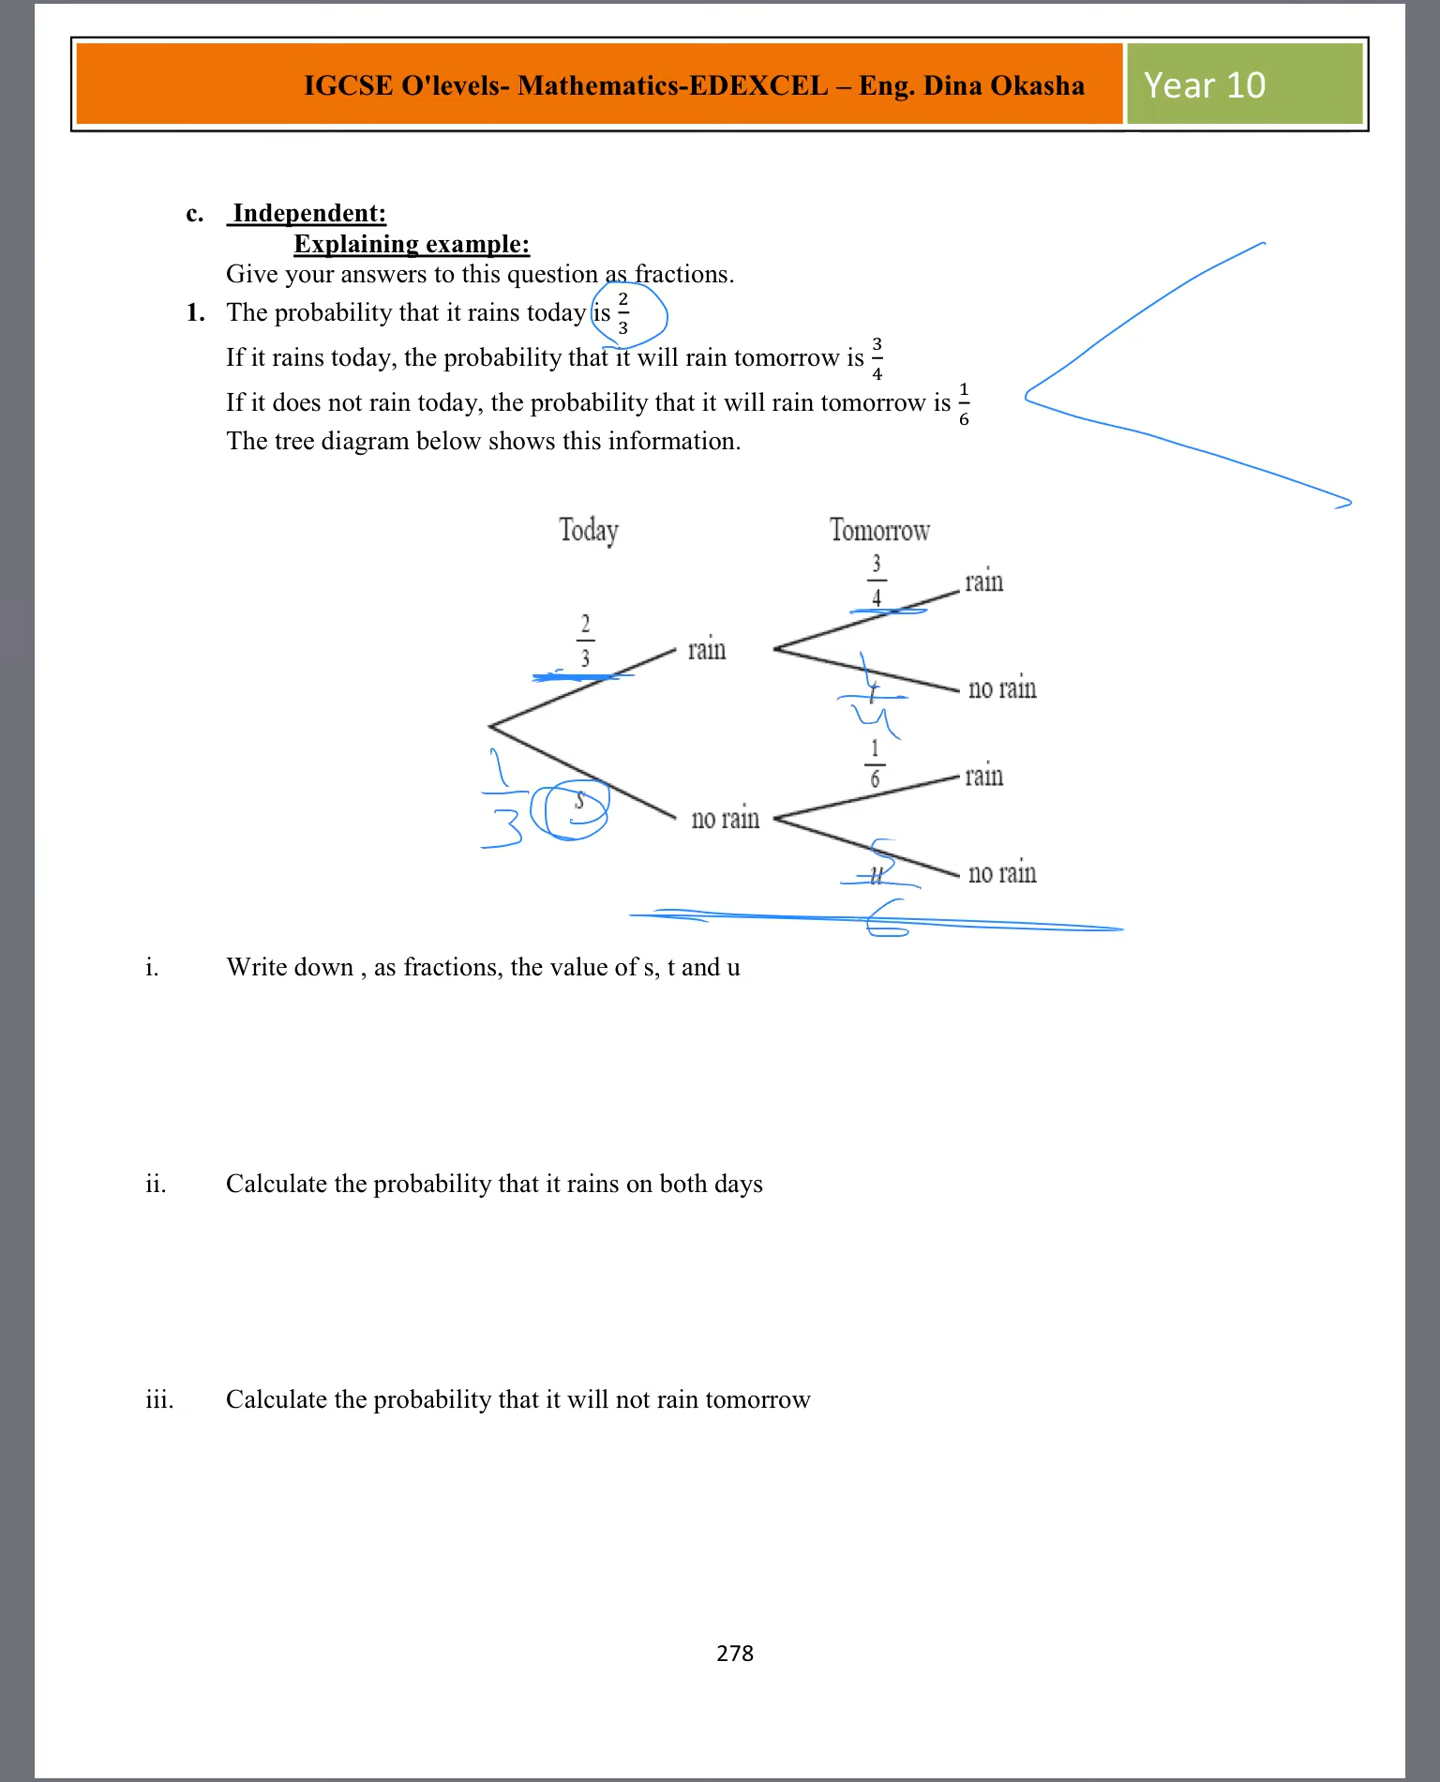 IGCSE O'levels- Mathematics-EDEXCEL – Eng. Dina Okasha
Year 10
c. Independent:
Explaining example:
Give your answers to this question as fractions.
1. The probability that it rains today is 2/3
If it rains today, the probability that it will rain tomorrow is 3/4
If it does not rain today, the probability that it will rain tomorrow is 1/6
The tree diagram below shows this information.
Today Tomorrow
3/4 rain
2/3 rain
t 1/4 no rain
1/6 rain
1/3 s no rain
u 5/6 no rain
i. Write down , as fractions, the value of s, t and u
ii. Calculate the probability that it rains on both days
iii. Calculate the probability that it will not rain tomorrow
278